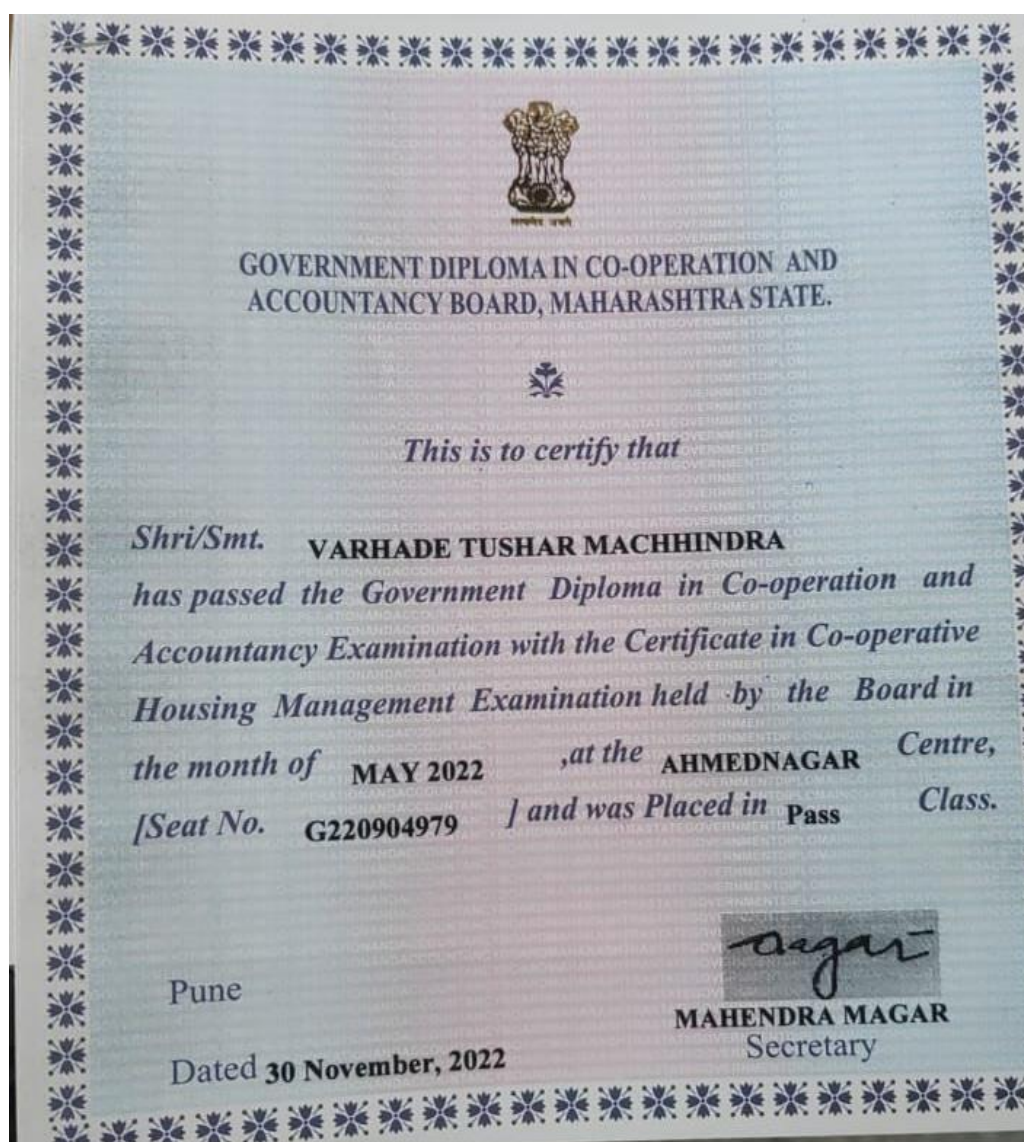 सत्यमेव जयते
GOVERNMENT DIPLOMA IN CO-OPERATION AND
ACCOUNTANCY BOARD, MAHARASHTRA STATE.
This is to certify that
Shri/Smt. VARHADE TUSHAR MACHHINDRA
has passed the Government Diploma in Co-operation and
Accountancy Examination with the Certificate in Co-operative
Housing Management Examination held by the Board in
the month of MAY 2022 ,at the AHMEDNAGAR Centre,
[Seat No. G220904979 ] and was Placed in Pass Class.
Pune
MAHENDRA MAGAR
Secretary
Dated 30 November, 2022